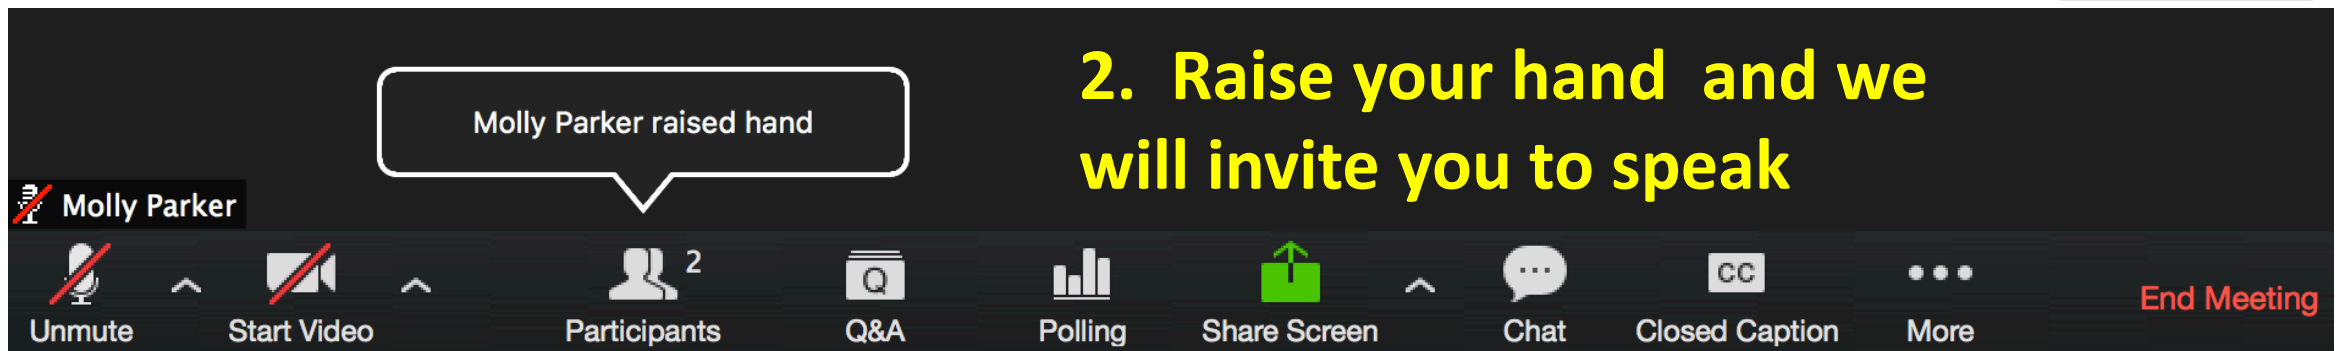 2. Raise your hand and we
will invite you to speak
Molly Parker raised hand
Molly Parker
2
Q
CC
Unmute
Start Video
Participants
Q&A
Polling
Share Screen
Chat
Closed Caption
More
End Meeting